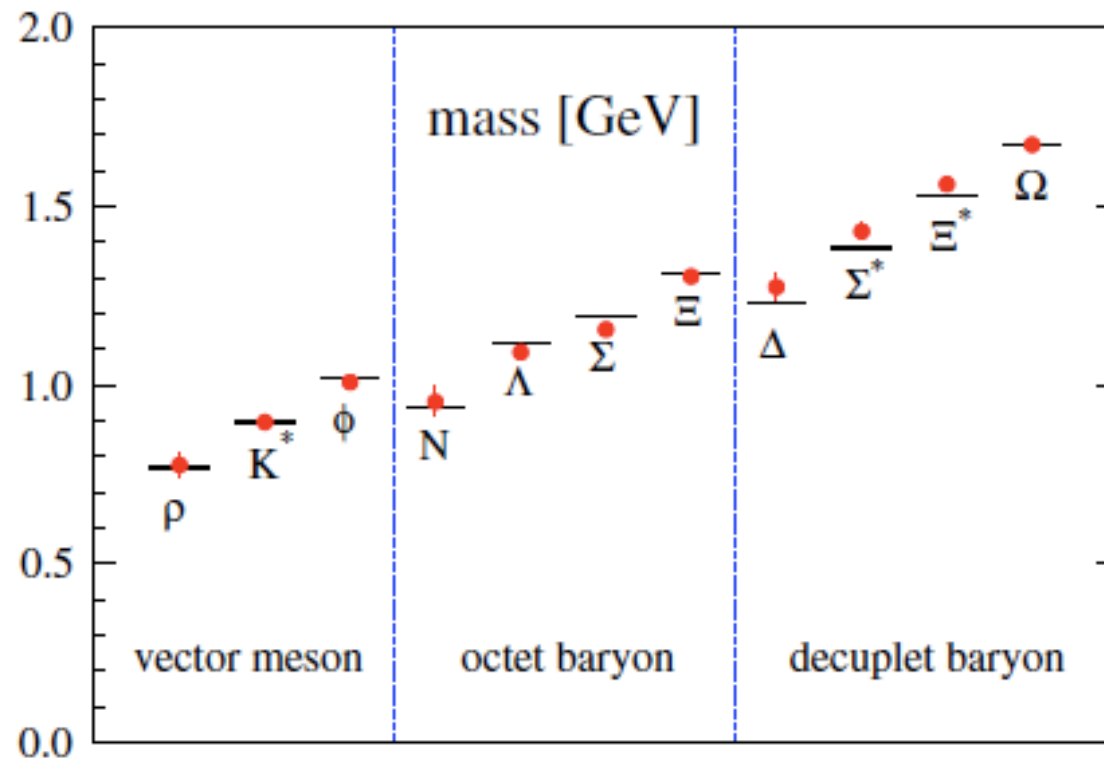 2.0
mass [GeV]
1.5
1.0
0.5
0.0
ρ
K*
ϕ
N
Λ
Σ
Ξ
Δ
Σ*
Ξ*
Ω
vector meson
octet baryon
decuplet baryon